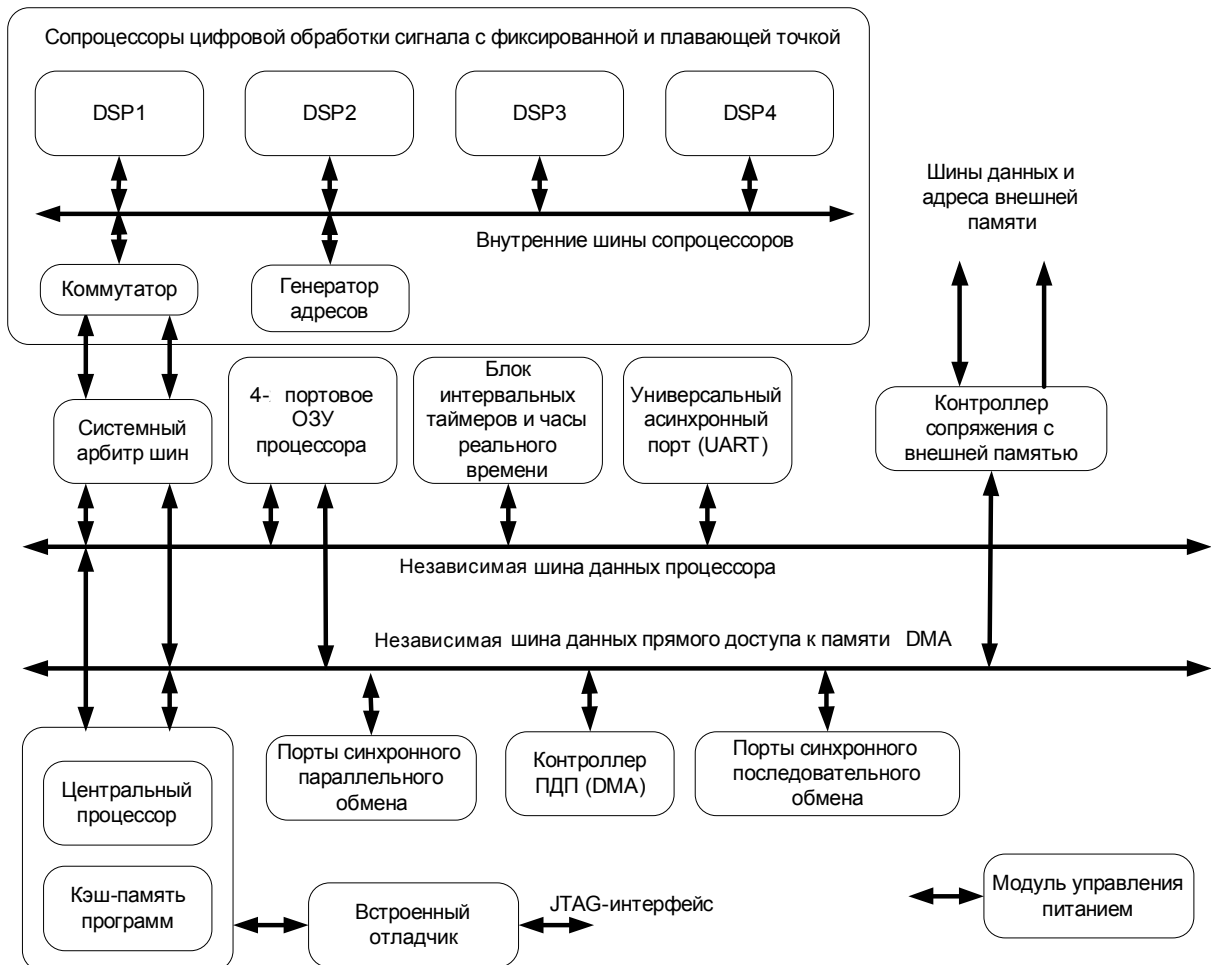 Сопроцессоры цифровой обработки сигнала с фиксированной и плавающей точкой
DSP1
DSP2
DSP3
DSP4
Шины данных и
адреса внешней
памяти
Внутренние шины сопроцессоров
Коммутатор
Генератор
адресов
Системный
арбитр шин
4- портовое
ОЗУ
процессора
Блок
интервальных
таймеров и часы
реального
времени
Универсальный
асинхронный
порт (UART)
Контроллер
сопряжения с
внешней памятью
Независимая шина данных процессора
Независимая шина данных прямого доступа к памяти DMA
Порты синхронного
параллельного
обмена
Контроллер
ПДП (DMA)
Порты синхронного
последовательного
обмена
Центральный
процессор
Кэш-память
программ
Встроенный
отладчик
JTAG-интерфейс
Модуль управления
питанием